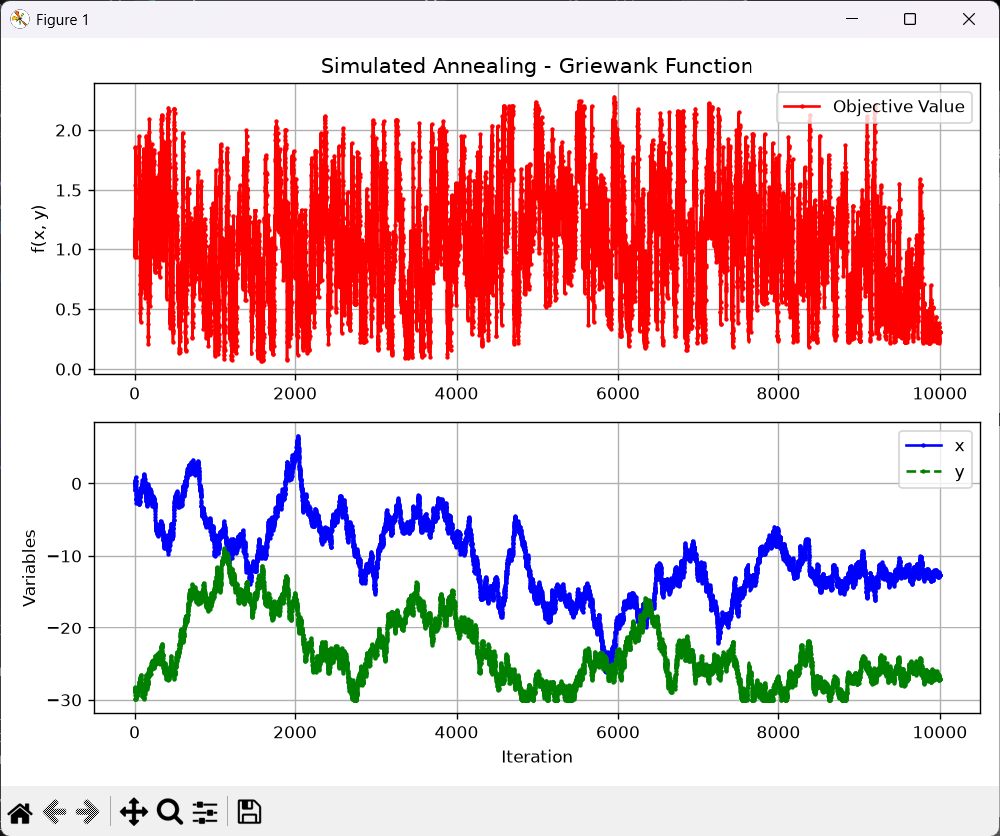 Figure 1
Simulated Annealing - Griewank Function
Objective Value
f(x, y)
2.0
1.5
1.0
0.5
0.0
0 2000 4000 6000 8000 10000
x
y
Variables
0
−10
−20
−30
0 2000 4000 6000 8000 10000
Iteration